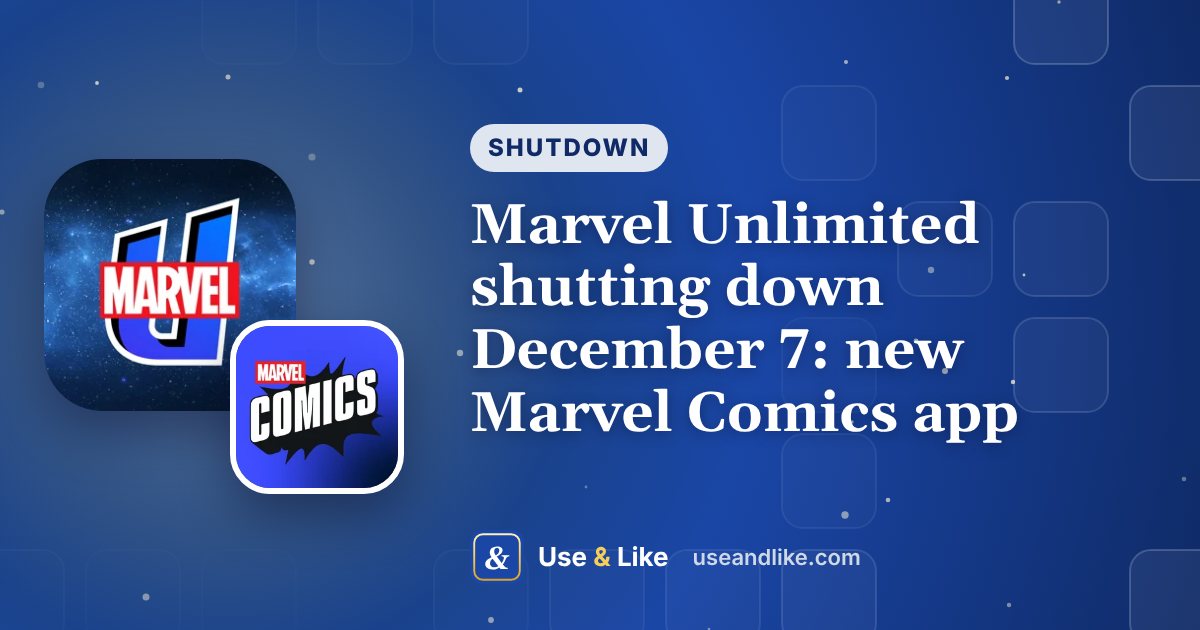 SHUTDOWN
Marvel Unlimited
shutting down
December 7: new
Marvel Comics app
U
MARVEL
MARVEL
COMICS
& Use & Like useandlike.com